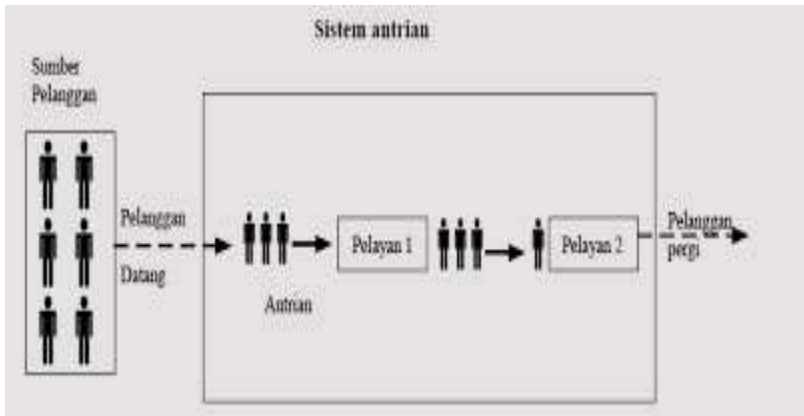 Sistem antrian
Sumber
Pelanggan
Pelanggan
Datang
Antrian
Pelayan 1
Pelayan 2
Pelanggan
pergi